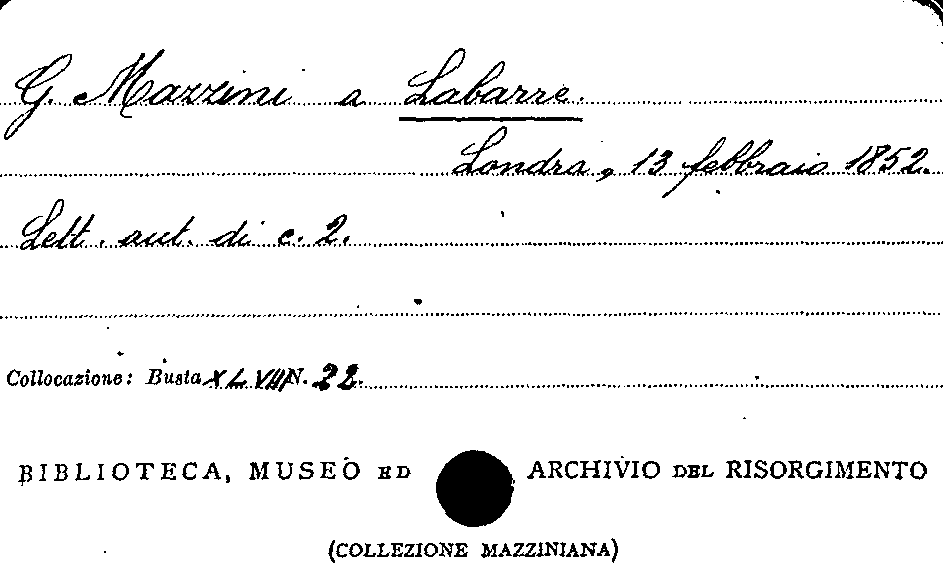 G. Mazzini a Labarre.
Londra, 13 febbraio 1852.
Lett. aut. di c. 2.
Collocazione: Busta XLVIII N. 22.
BIBLIOTECA, MUSEO ED ARCHIVIO DEL RISORGIMENTO
(COLLEZIONE MAZZINIANA)